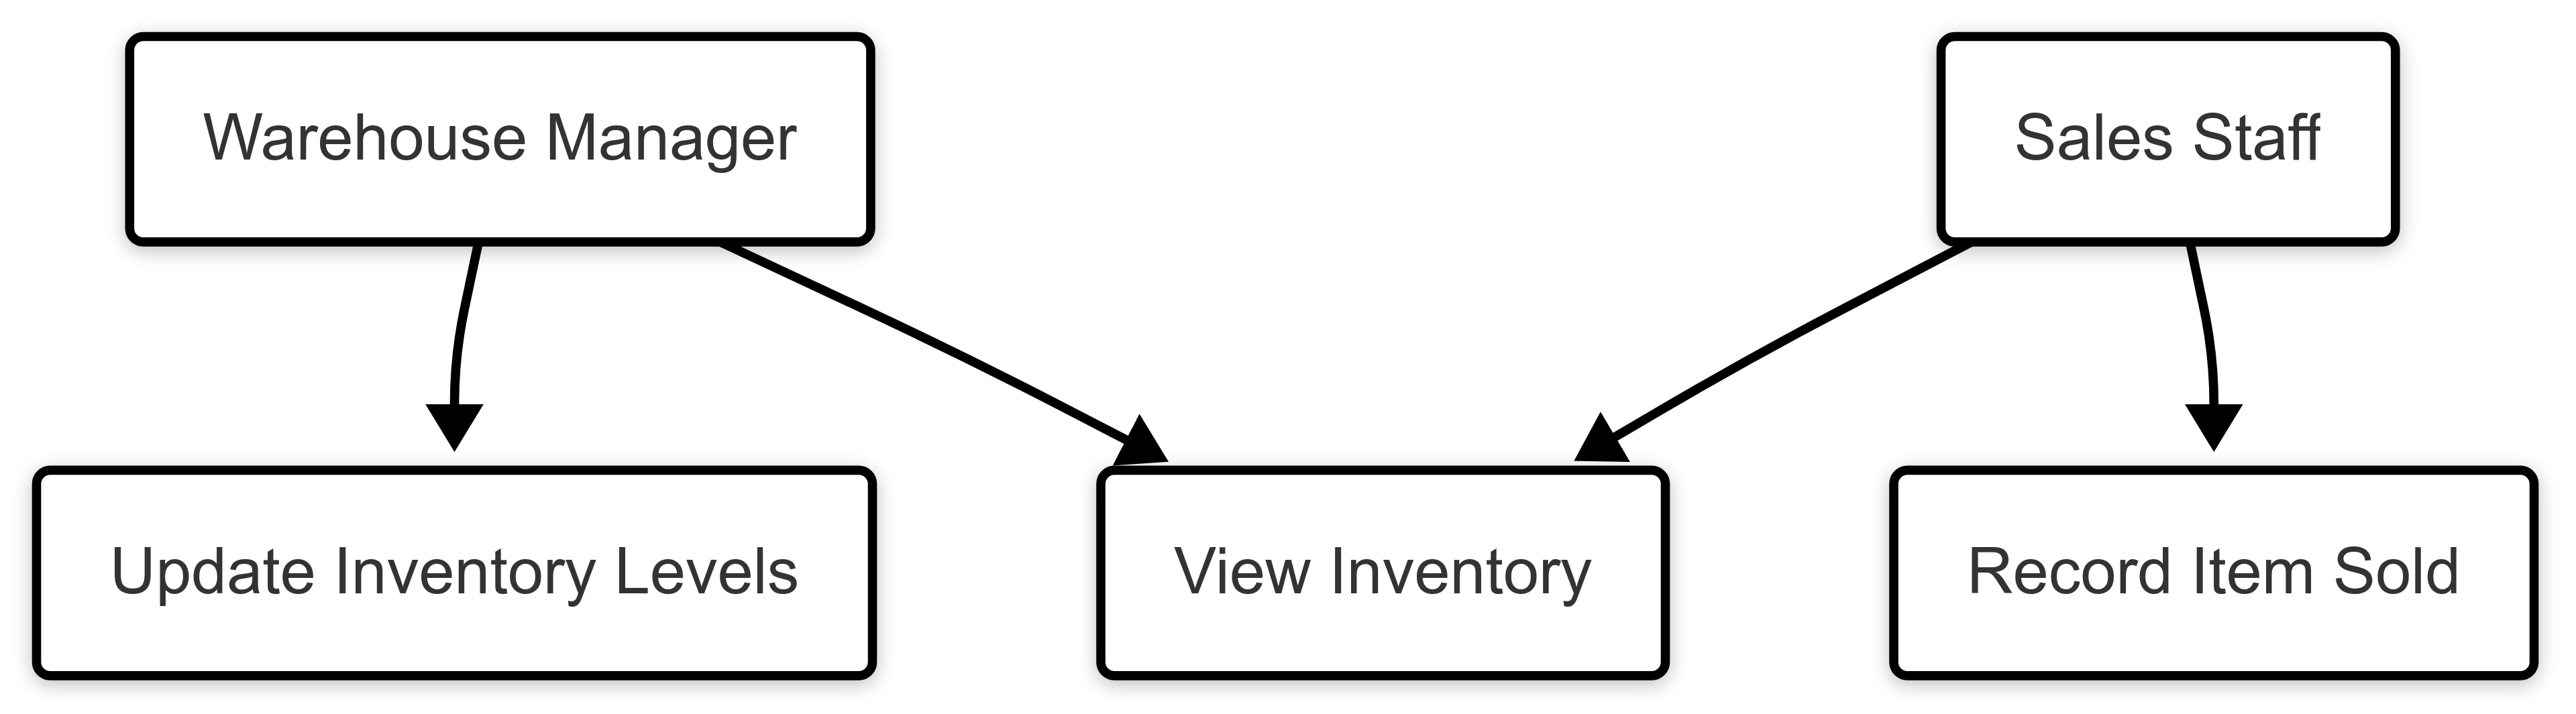 Warehouse Manager
Sales Staff
Update Inventory Levels
View Inventory
Record Item Sold